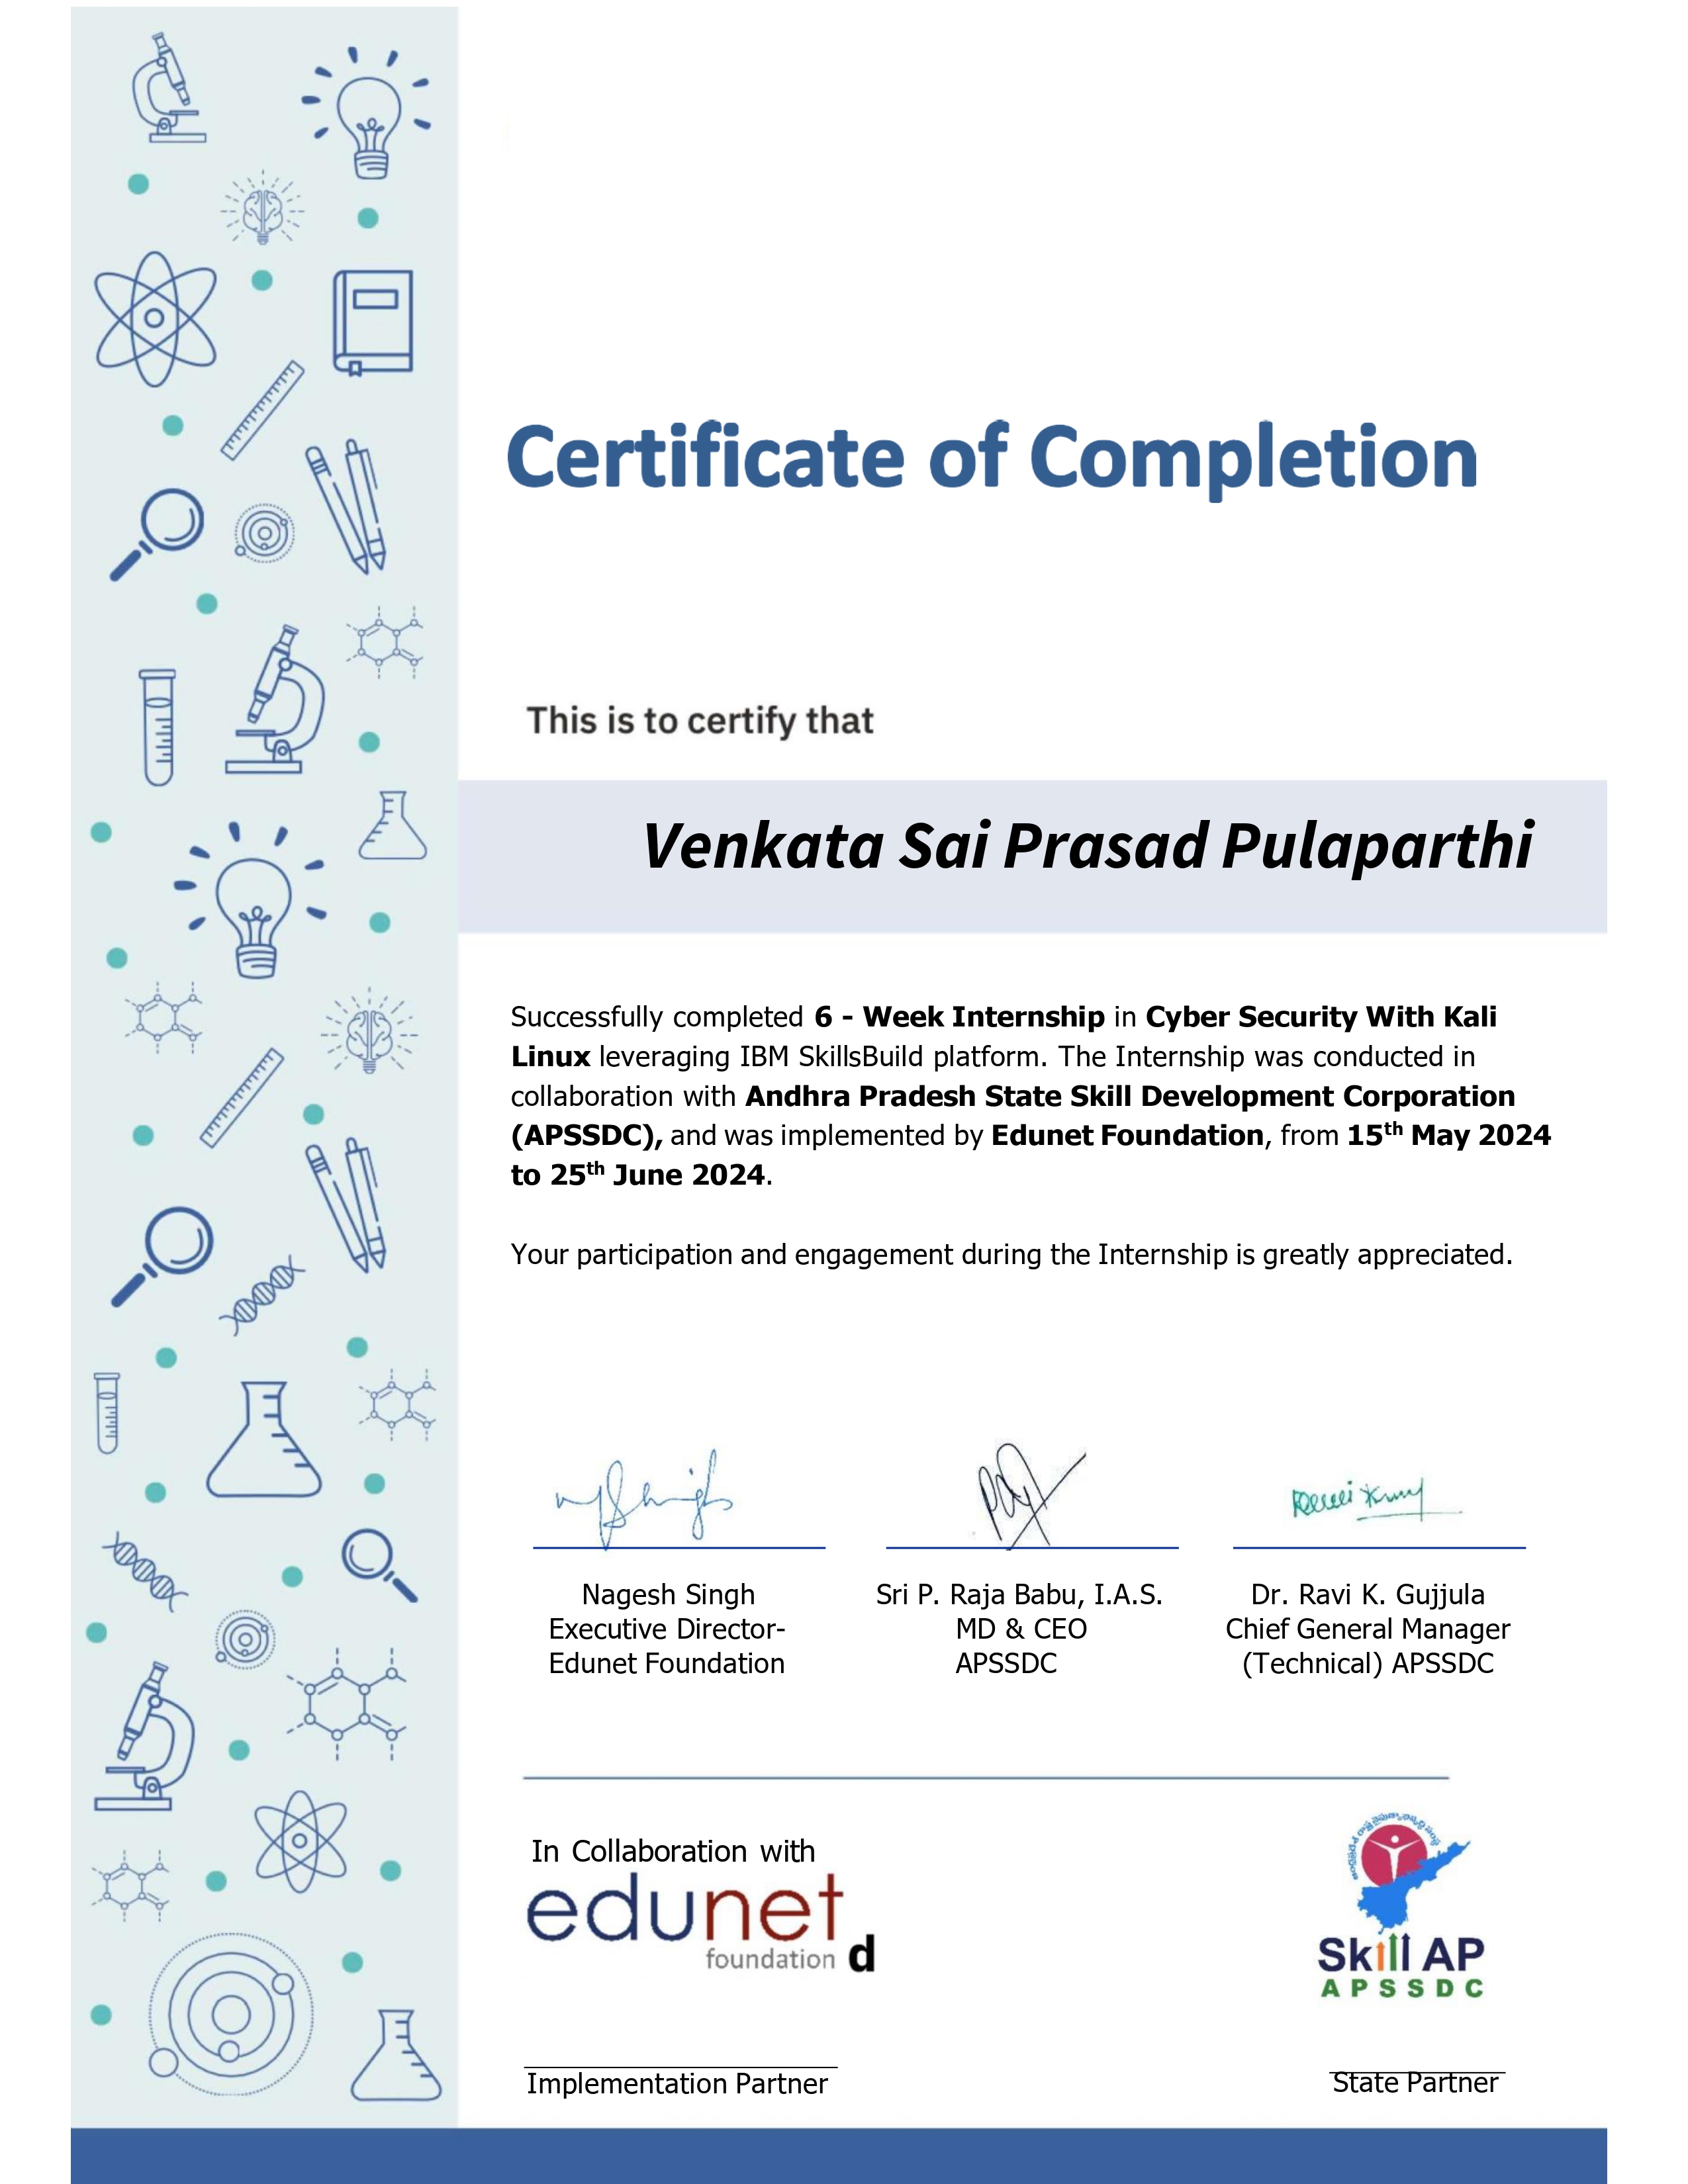 Certificate of Completion
This is to certify that
Venkata Sai Prasad Pulaparthi
Successfully completed 6 - Week Internship in Cyber Security With Kali
Linux leveraging IBM SkillsBuild platform. The Internship was conducted in
collaboration with Andhra Pradesh State Skill Development Corporation
(APSSDC), and was implemented by Edunet Foundation, from 15th May 2024
to 25th June 2024.
Your participation and engagement during the Internship is greatly appreciated.
Nagesh Singh
Executive Director-
Edunet Foundation
Sri P. Raja Babu, I.A.S.
MD & CEO
APSSDC
Dr. Ravi K. Gujjula
Chief General Manager
(Technical) APSSDC
In Collaboration with
edunet
foundation d
Skill AP
APSSDC
Implementation Partner
State Partner